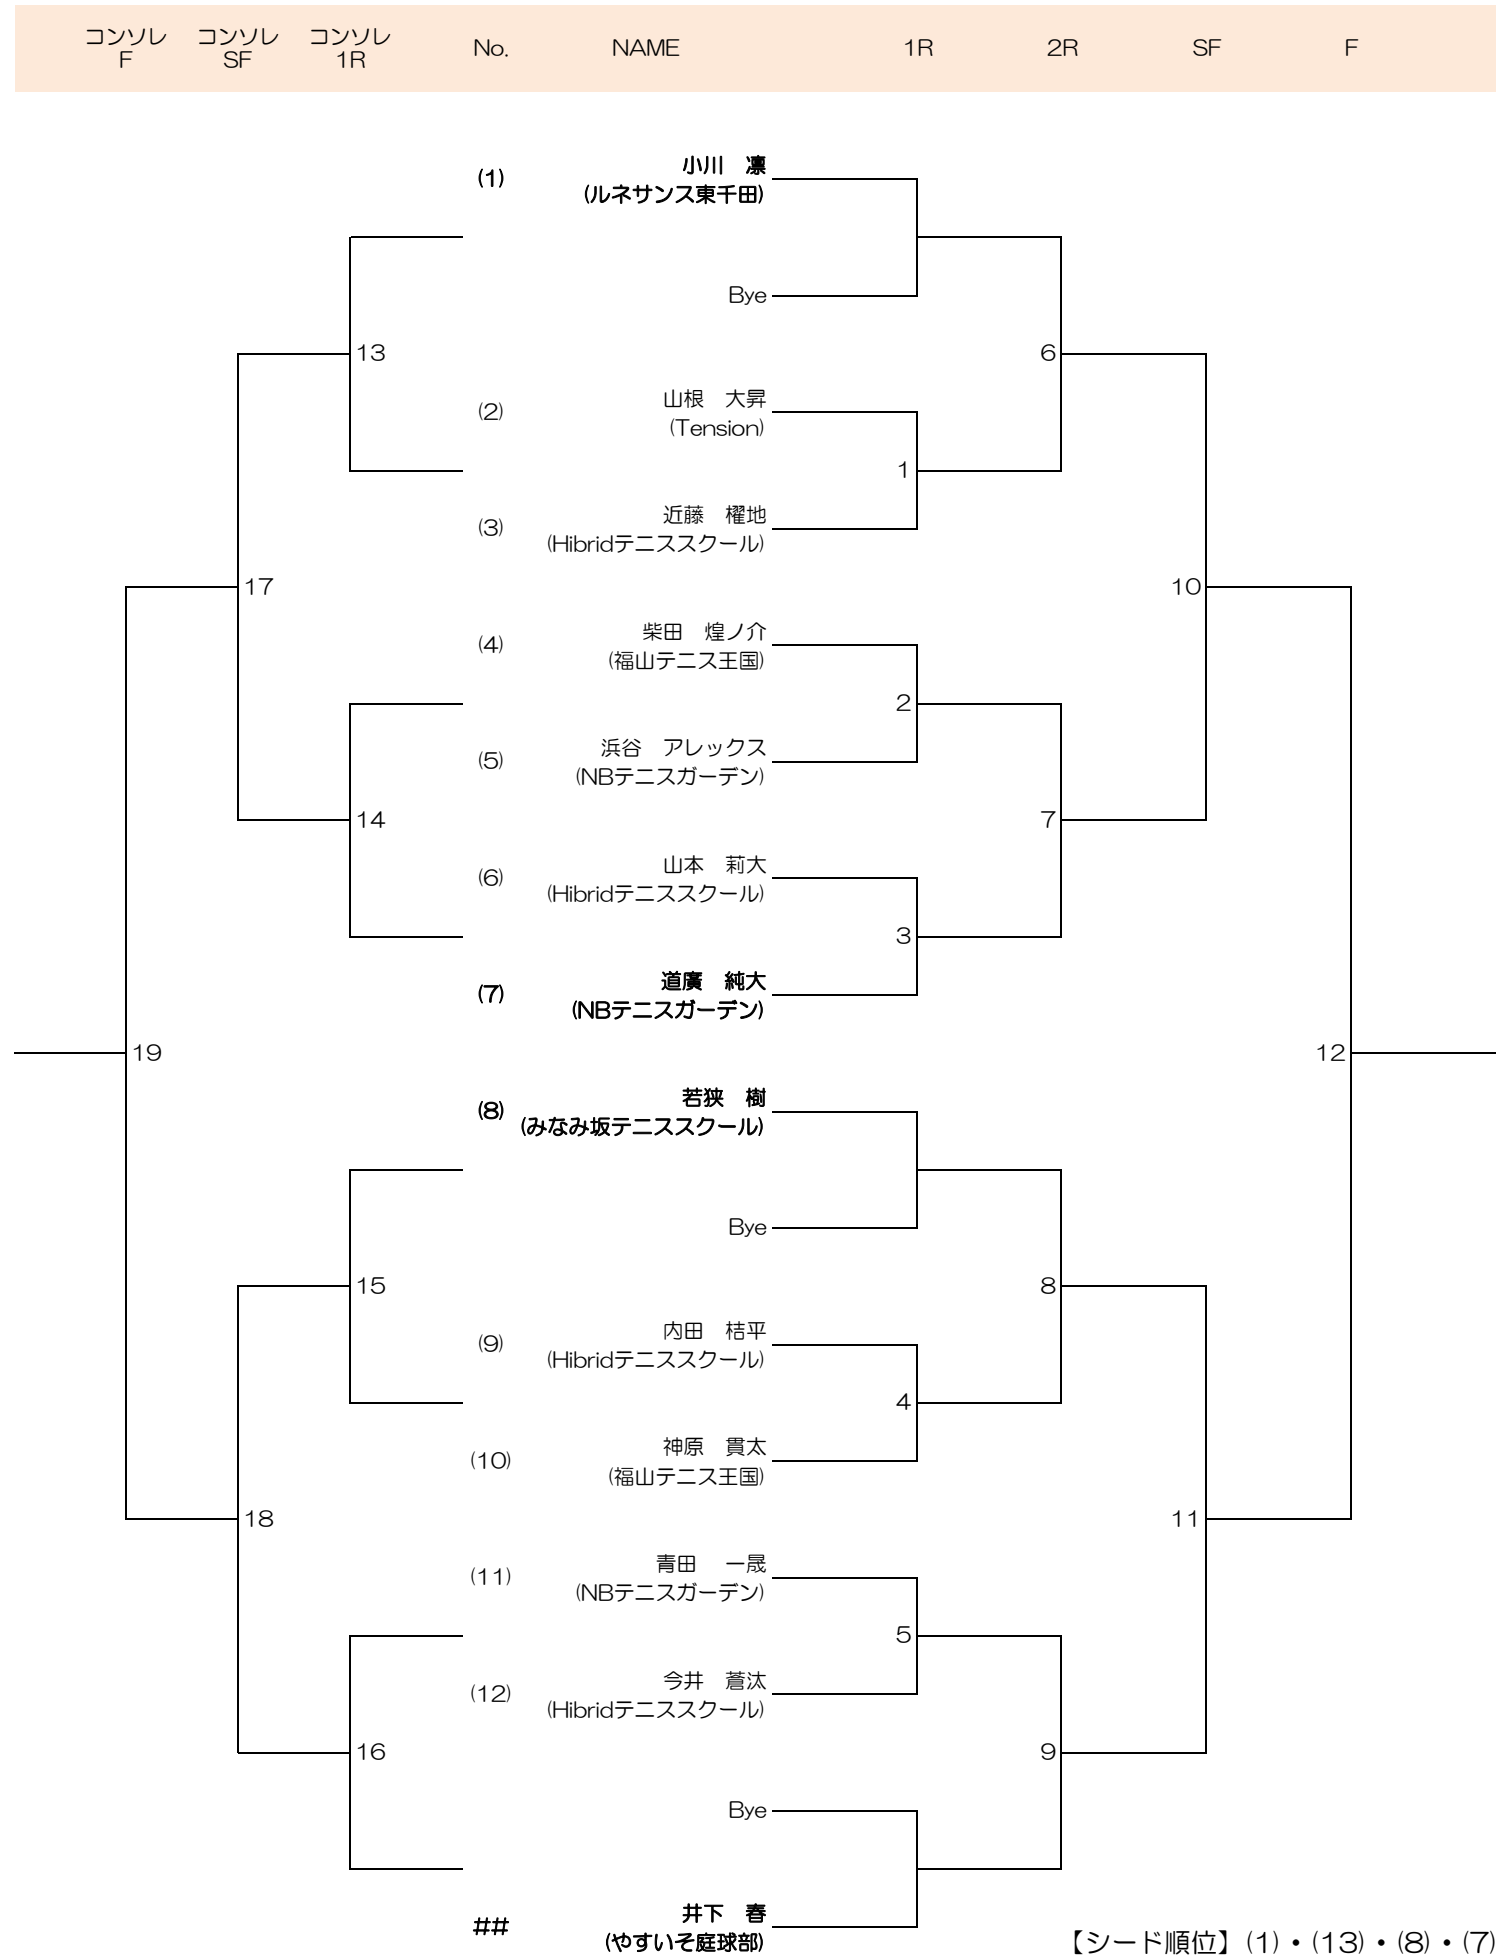 コンソレ コンソレ コンソレ No. NAME 1R 2R SF F
F SF 1R
(1) 小川　凛
(ルネサンス東千田)
Bye
13 6
(2) 山根　大昇
(Tension)
1
(3) 近藤　櫂地
(Hibridテニススクール)
17 10
(4) 柴田　煌ノ介
(福山テニス王国)
2
(5) 浜谷　アレックス
(NBテニスガーデン)
14 7
(6) 山本　莉大
(Hibridテニススクール)
3
(7) 道廣　純大
(NBテニスガーデン)
19 12
(8) 若狭　樹
(みなみ坂テニススクール)
Bye
15 8
(9) 内田　桔平
(Hibridテニススクール)
4
(10) 神原　貫太
(福山テニス王国)
18 11
(11) 青田　一晟
(NBテニスガーデン)
5
(12) 今井　蒼汰
(Hibridテニススクール)
16 9
Bye
## 井下　春
(やすいそ庭球部)
【シード順位】(1)・(13)・(8)・(7)